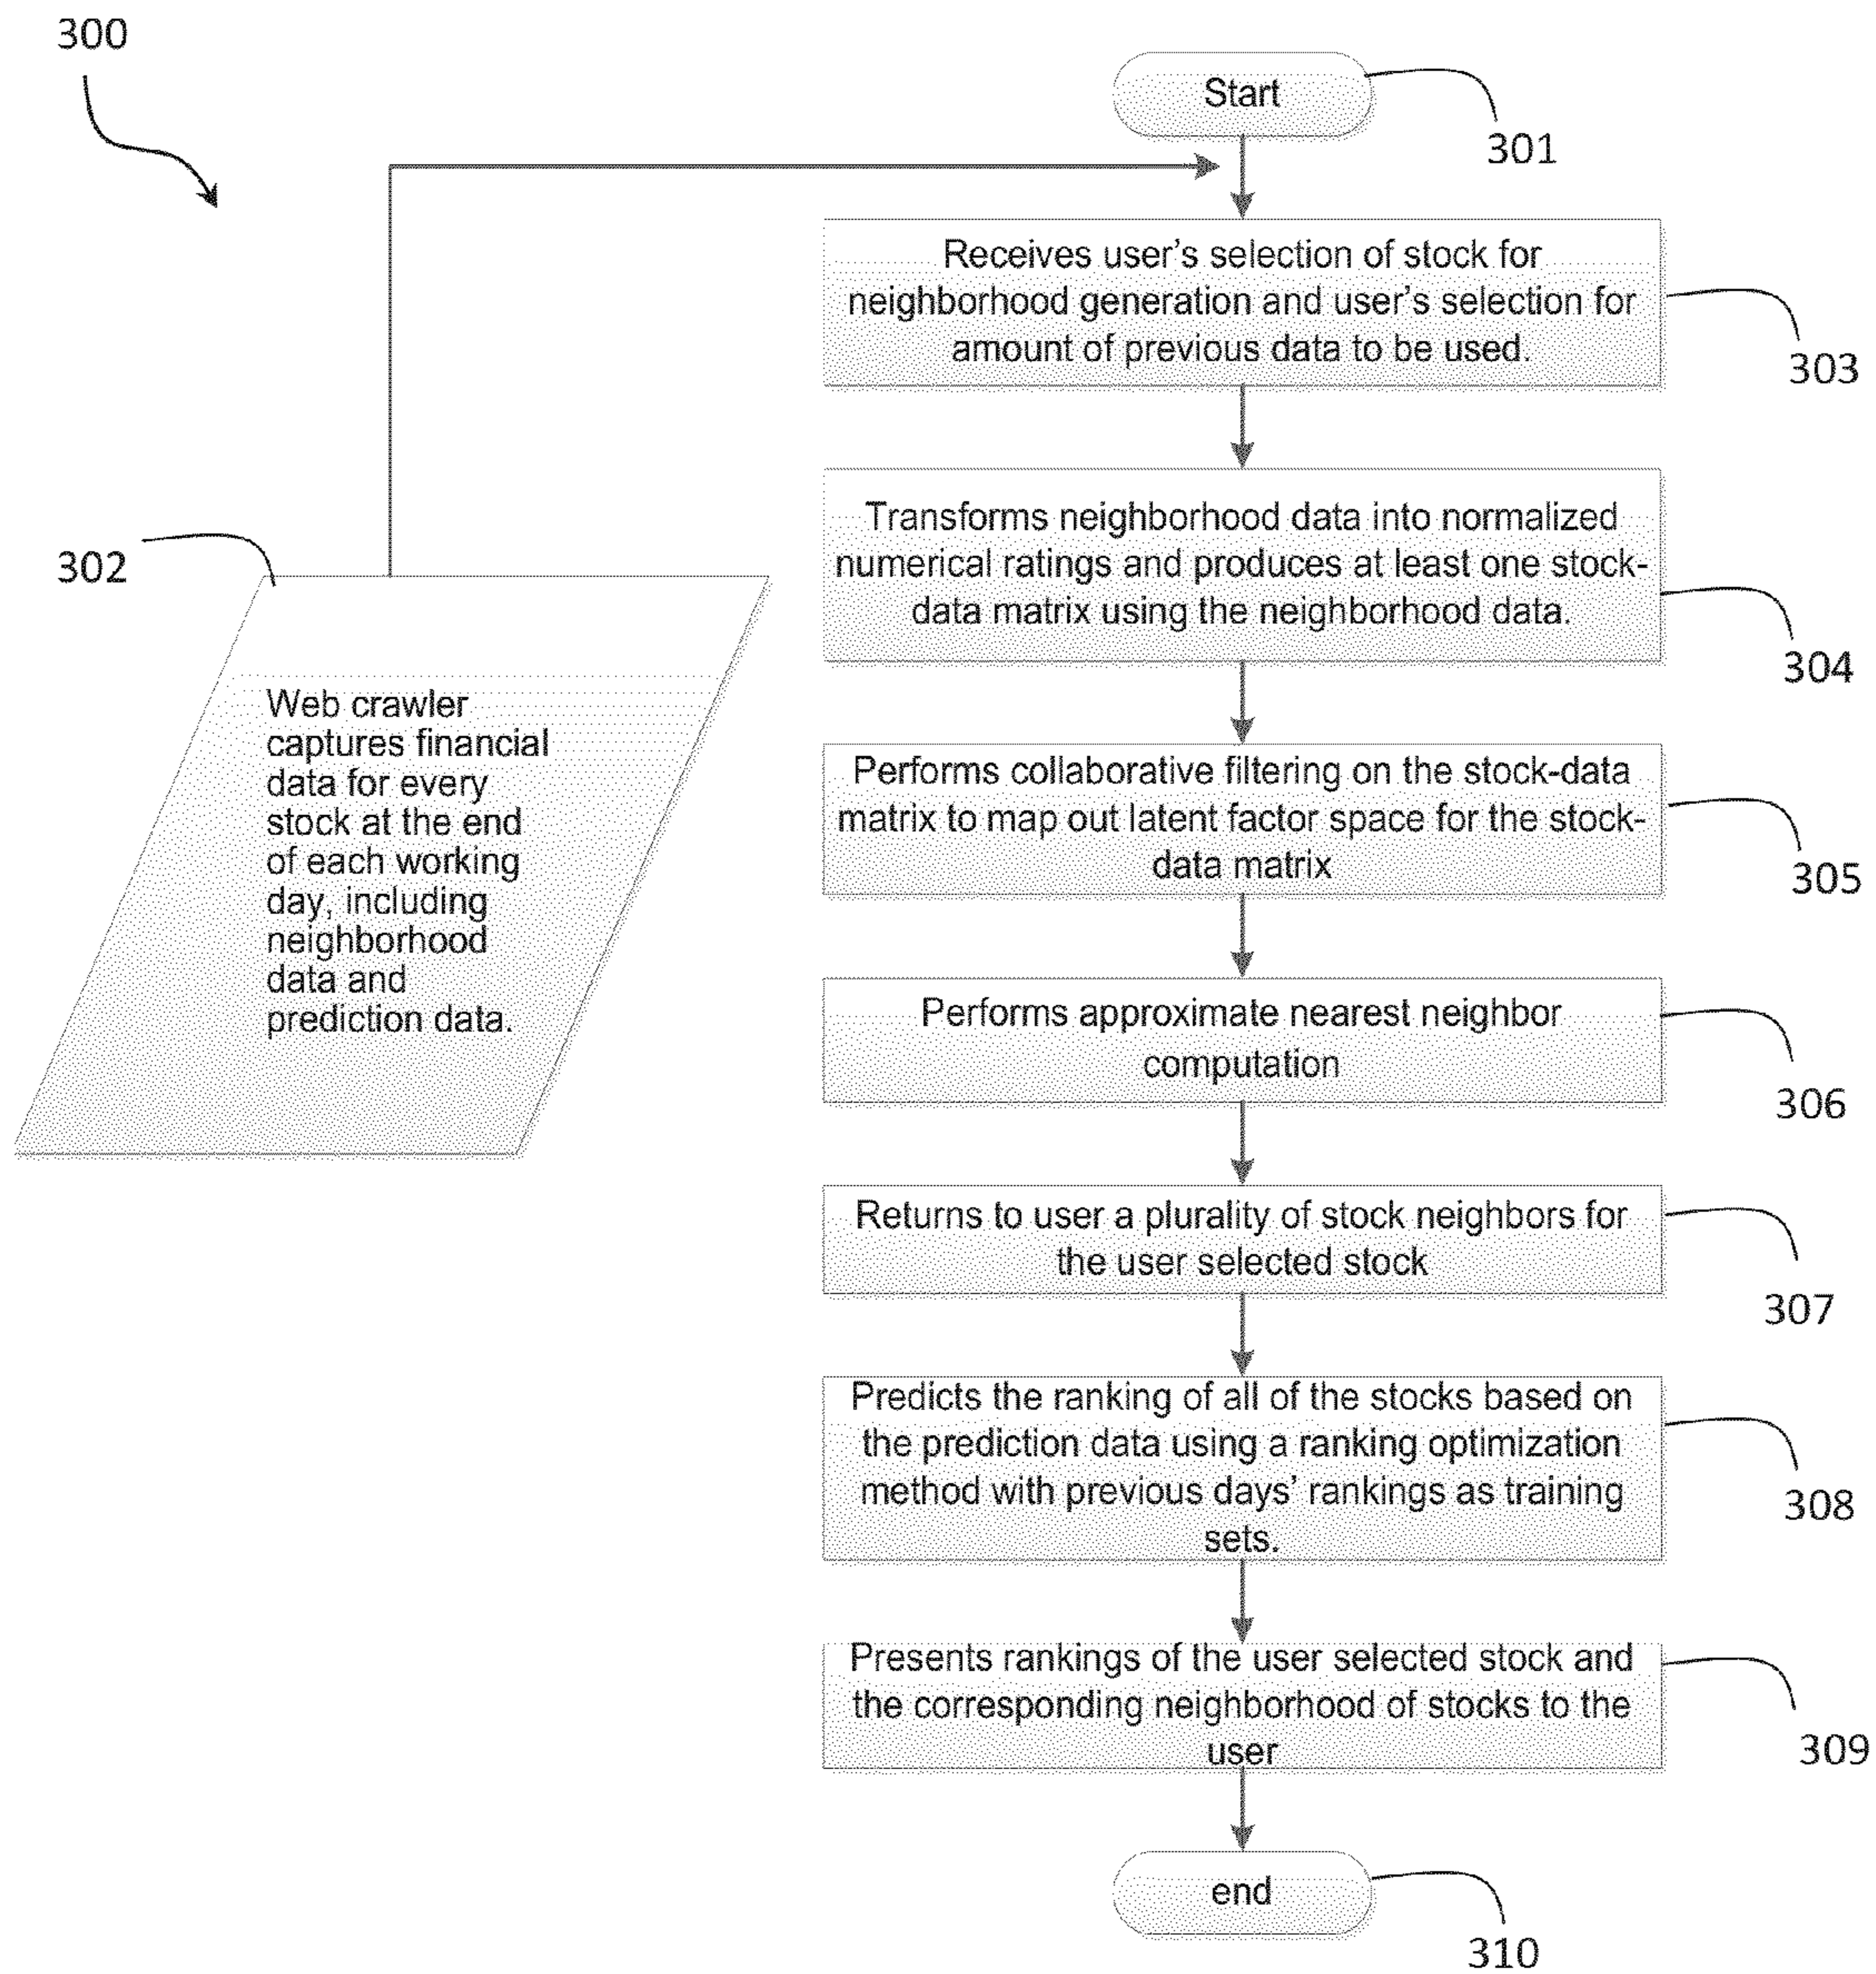 300
Start
301
Receives user's selection of stock for
neighborhood generation and user's selection for
amount of previous data to be used.
303
302
Web crawler
captures financial
data for every
stock at the end
of each working
day, including
neighborhood
data and
prediction data.
Transforms neighborhood data into normalized
numerical ratings and produces at least one stock-
data matrix using the neighborhood data.
304
Performs collaborative filtering on the stock-data
matrix to map out latent factor space for the stock-
data matrix
305
Performs approximate nearest neighbor
computation
306
Returns to user a plurality of stock neighbors for
the user selected stock
307
Predicts the ranking of all of the stocks based on
the prediction data using a ranking optimization
method with previous days' rankings as training
sets.
308
Presents rankings of the user selected stock and
the corresponding neighborhood of stocks to the
user
309
end
310